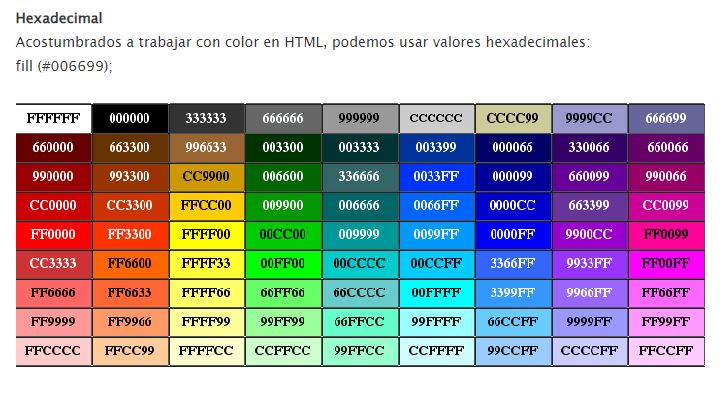 Hexadecimal
Acostumbrados a trabajar con color en HTML, podemos usar valores hexadecimales:
fill (#006699);
FFFFFF 000000 333333 666666 999999 CCCCCC CCCC99 9999CC 666699
660000 663300 996633 003300 003333 003399 000066 330066 660066
990000 993300 CC9900 006600 336666 0033FF 000099 660099 990066
CC0000 CC3300 FFCC00 009900 006666 0066FF 0000CC 663399 CC0099
FF0000 FF3300 FFFF00 00CC00 009999 0099FF 0000FF 9900CC FF0099
CC3333 FF6600 FFFF33 00FF00 00CCCC 00CCFF 3366FF 9933FF FF00FF
FF6666 FF6633 FFFF66 66FF66 66CCCC 00FFFF 3399FF 9966FF FF66FF
FF9999 FF9966 FFFF99 99FF99 66FFCC 99FFFF 66CCFF 9999FF FF99FF
FFCCCC FFCC99 FFFFCC CCFFCC 99FFCC CCFFFF 99CCFF CCCCFF FFCCFF